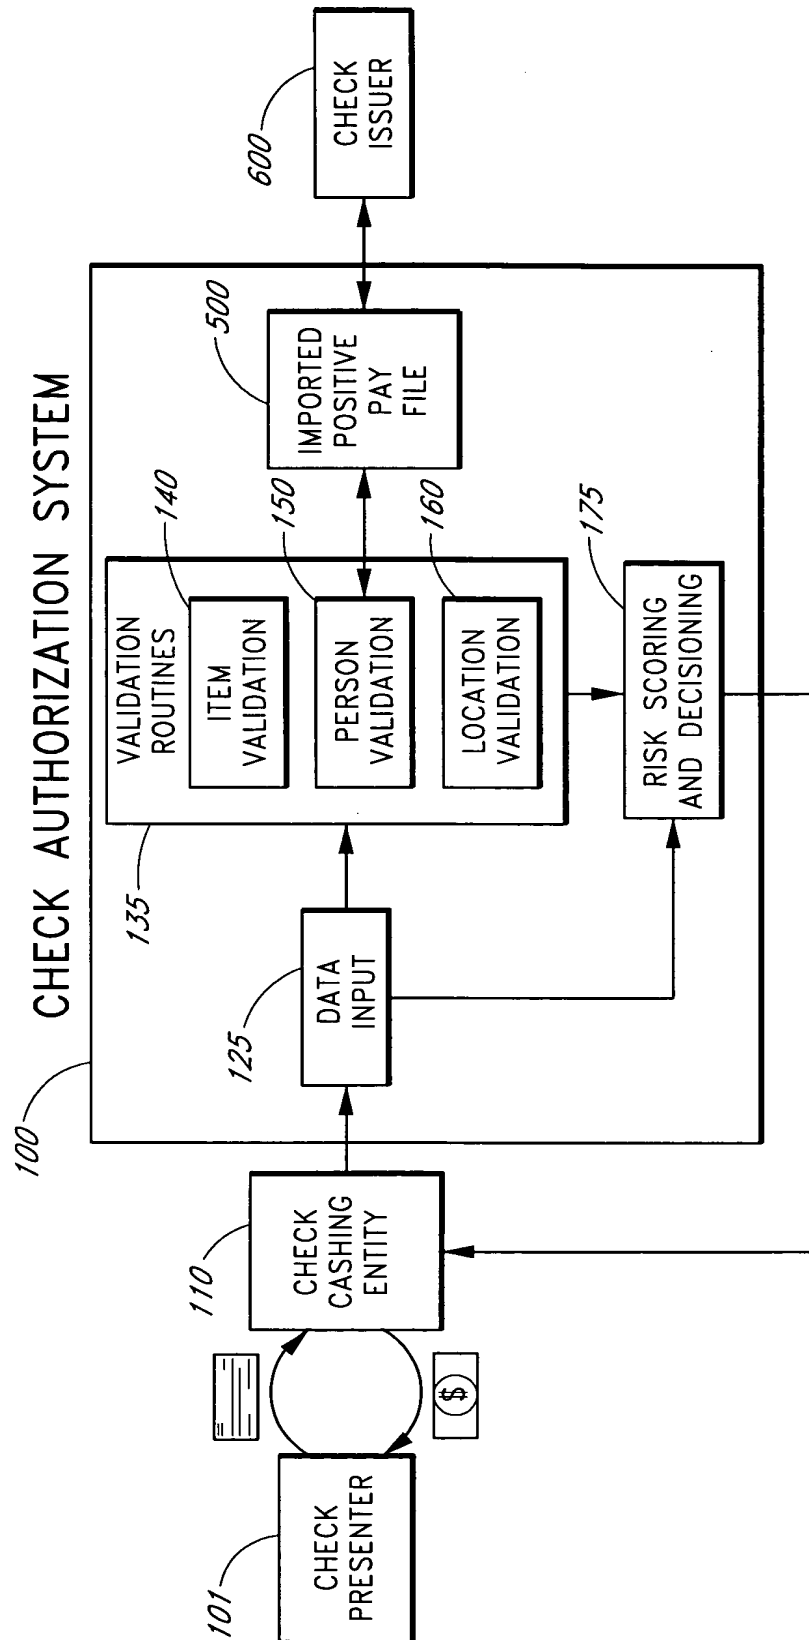 CHECK AUTHORIZATION SYSTEM
100
101
CHECK
PRESENTER
110
CHECK
CASHING
ENTITY
$
125
DATA
INPUT
135
VALIDATION
ROUTINES
140
ITEM
VALIDATION
150
PERSON
VALIDATION
160
LOCATION
VALIDATION
175
RISK SCORING
AND DECISIONING
500
IMPORTED
POSITIVE
PAY
FILE
600
CHECK
ISSUER